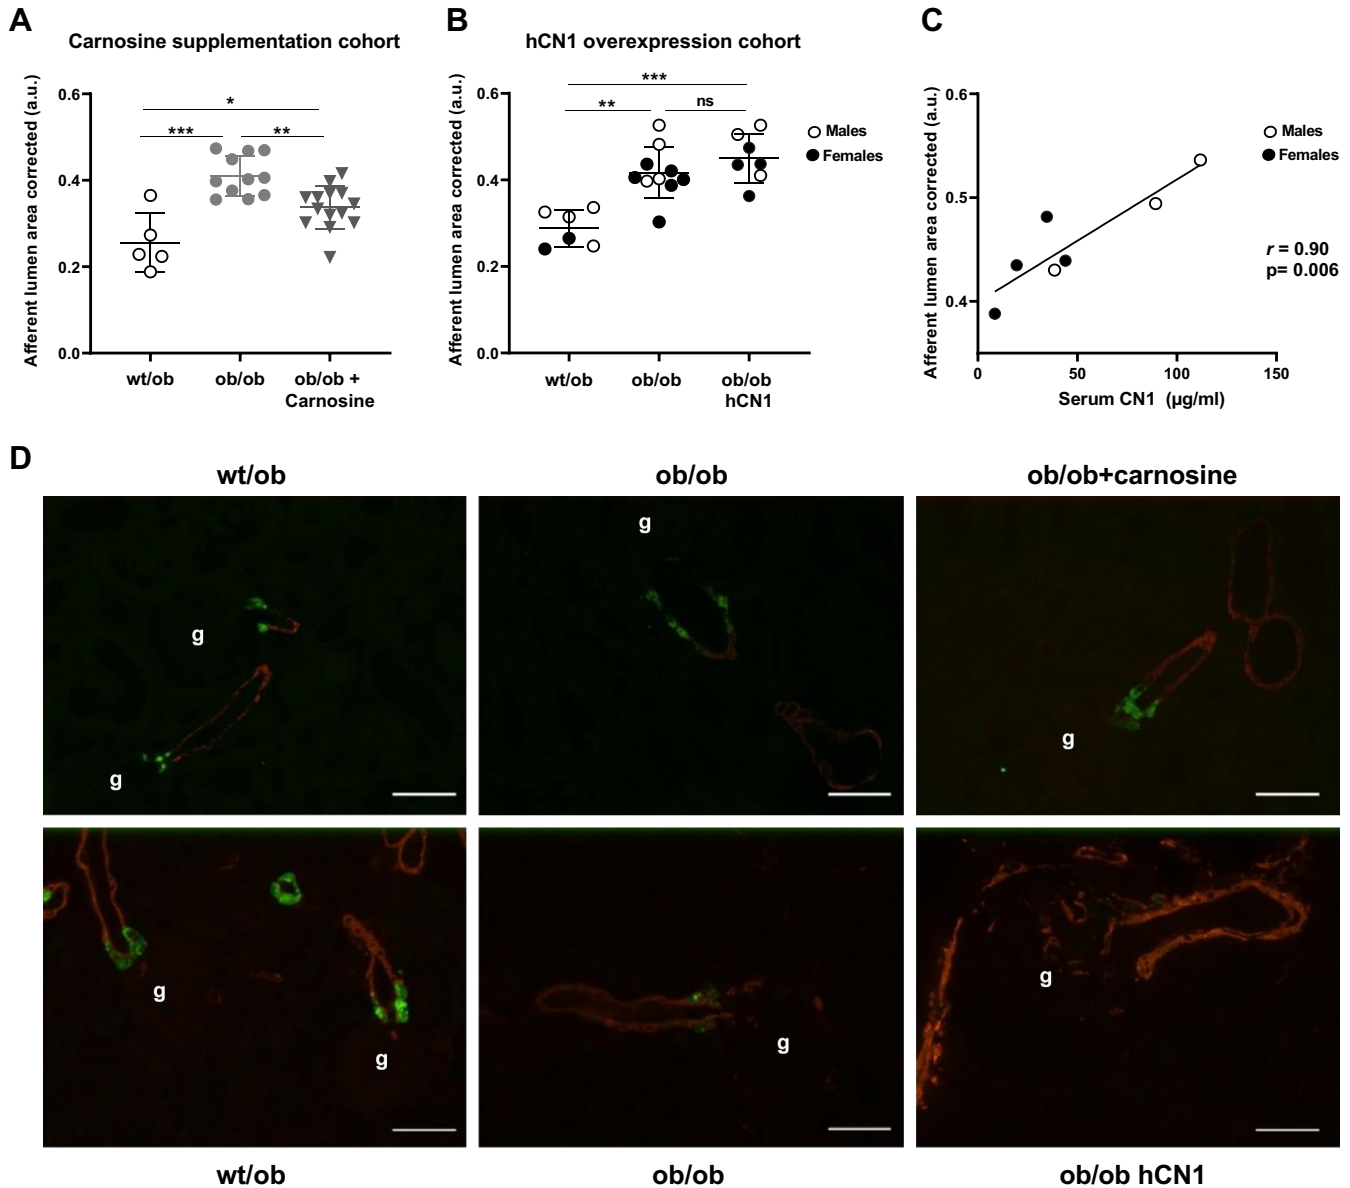 A
Carnosine supplementation cohort
Afferent lumen area corrected (a.u.)
0.6
0.4
0.2
0.0
*
***
**
wt/ob
ob/ob
ob/ob +
Carnosine
B
hCN1 overexpression cohort
Afferent lumen area corrected (a.u.)
0.6
0.4
0.2
0.0
***
**
ns
Males
Females
wt/ob
ob/ob
ob/ob
hCN1
C
Afferent lumen area corrected (a.u.)
0.6
0.5
0.4
Males
Females
r = 0.90
p= 0.006
0
50
100
150
Serum CN1 (µg/ml)
D
wt/ob
ob/ob
ob/ob+carnosine
g
g
g
g
g
g
g
g
wt/ob
ob/ob
ob/ob hCN1